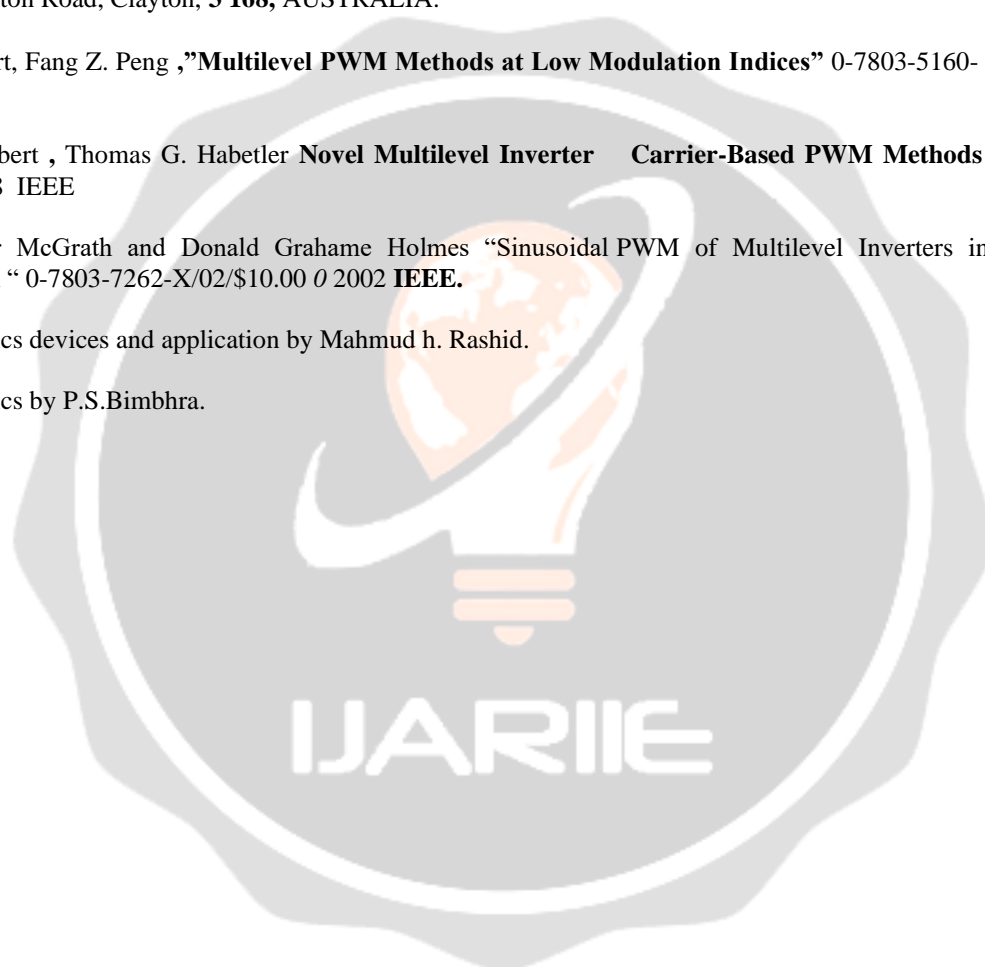 ton Road, Clayton, 3 168, AUSTRALIA.
rt, Fang Z. Peng ,”Multilevel PWM Methods at Low Modulation Indices” 0-7803-5160-
bert , Thomas G. Habetler Novel Multilevel Inverter Carrier-Based PWM Methods
8 IEEE
r McGrath and Donald Grahame Holmes “Sinusoidal PWM of Multilevel Inverters in
“ 0-7803-7262-X/02/$10.00 0 2002 IEEE.
cs devices and application by Mahmud h. Rashid.
cs by P.S.Bimbhra.
IJARIIE